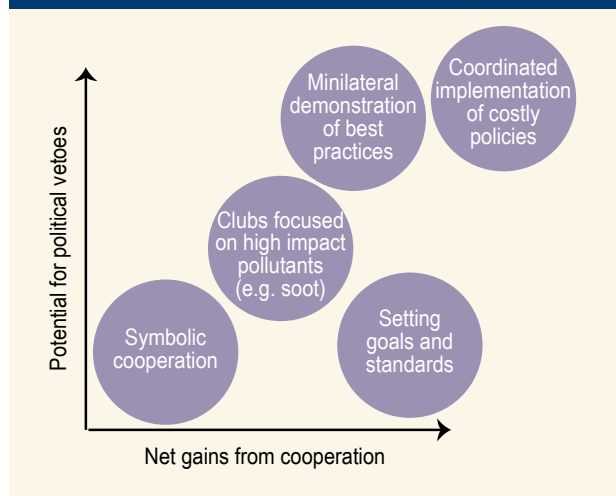 Potential for political vetoes
Minilateral
demonstration
of best
practices
Coordinated
implementation
of costly
policies
Clubs focused
on high impact
pollutants
(e.g. soot)
Symbolic
cooperation
Setting
goals and
standards
Net gains from cooperation